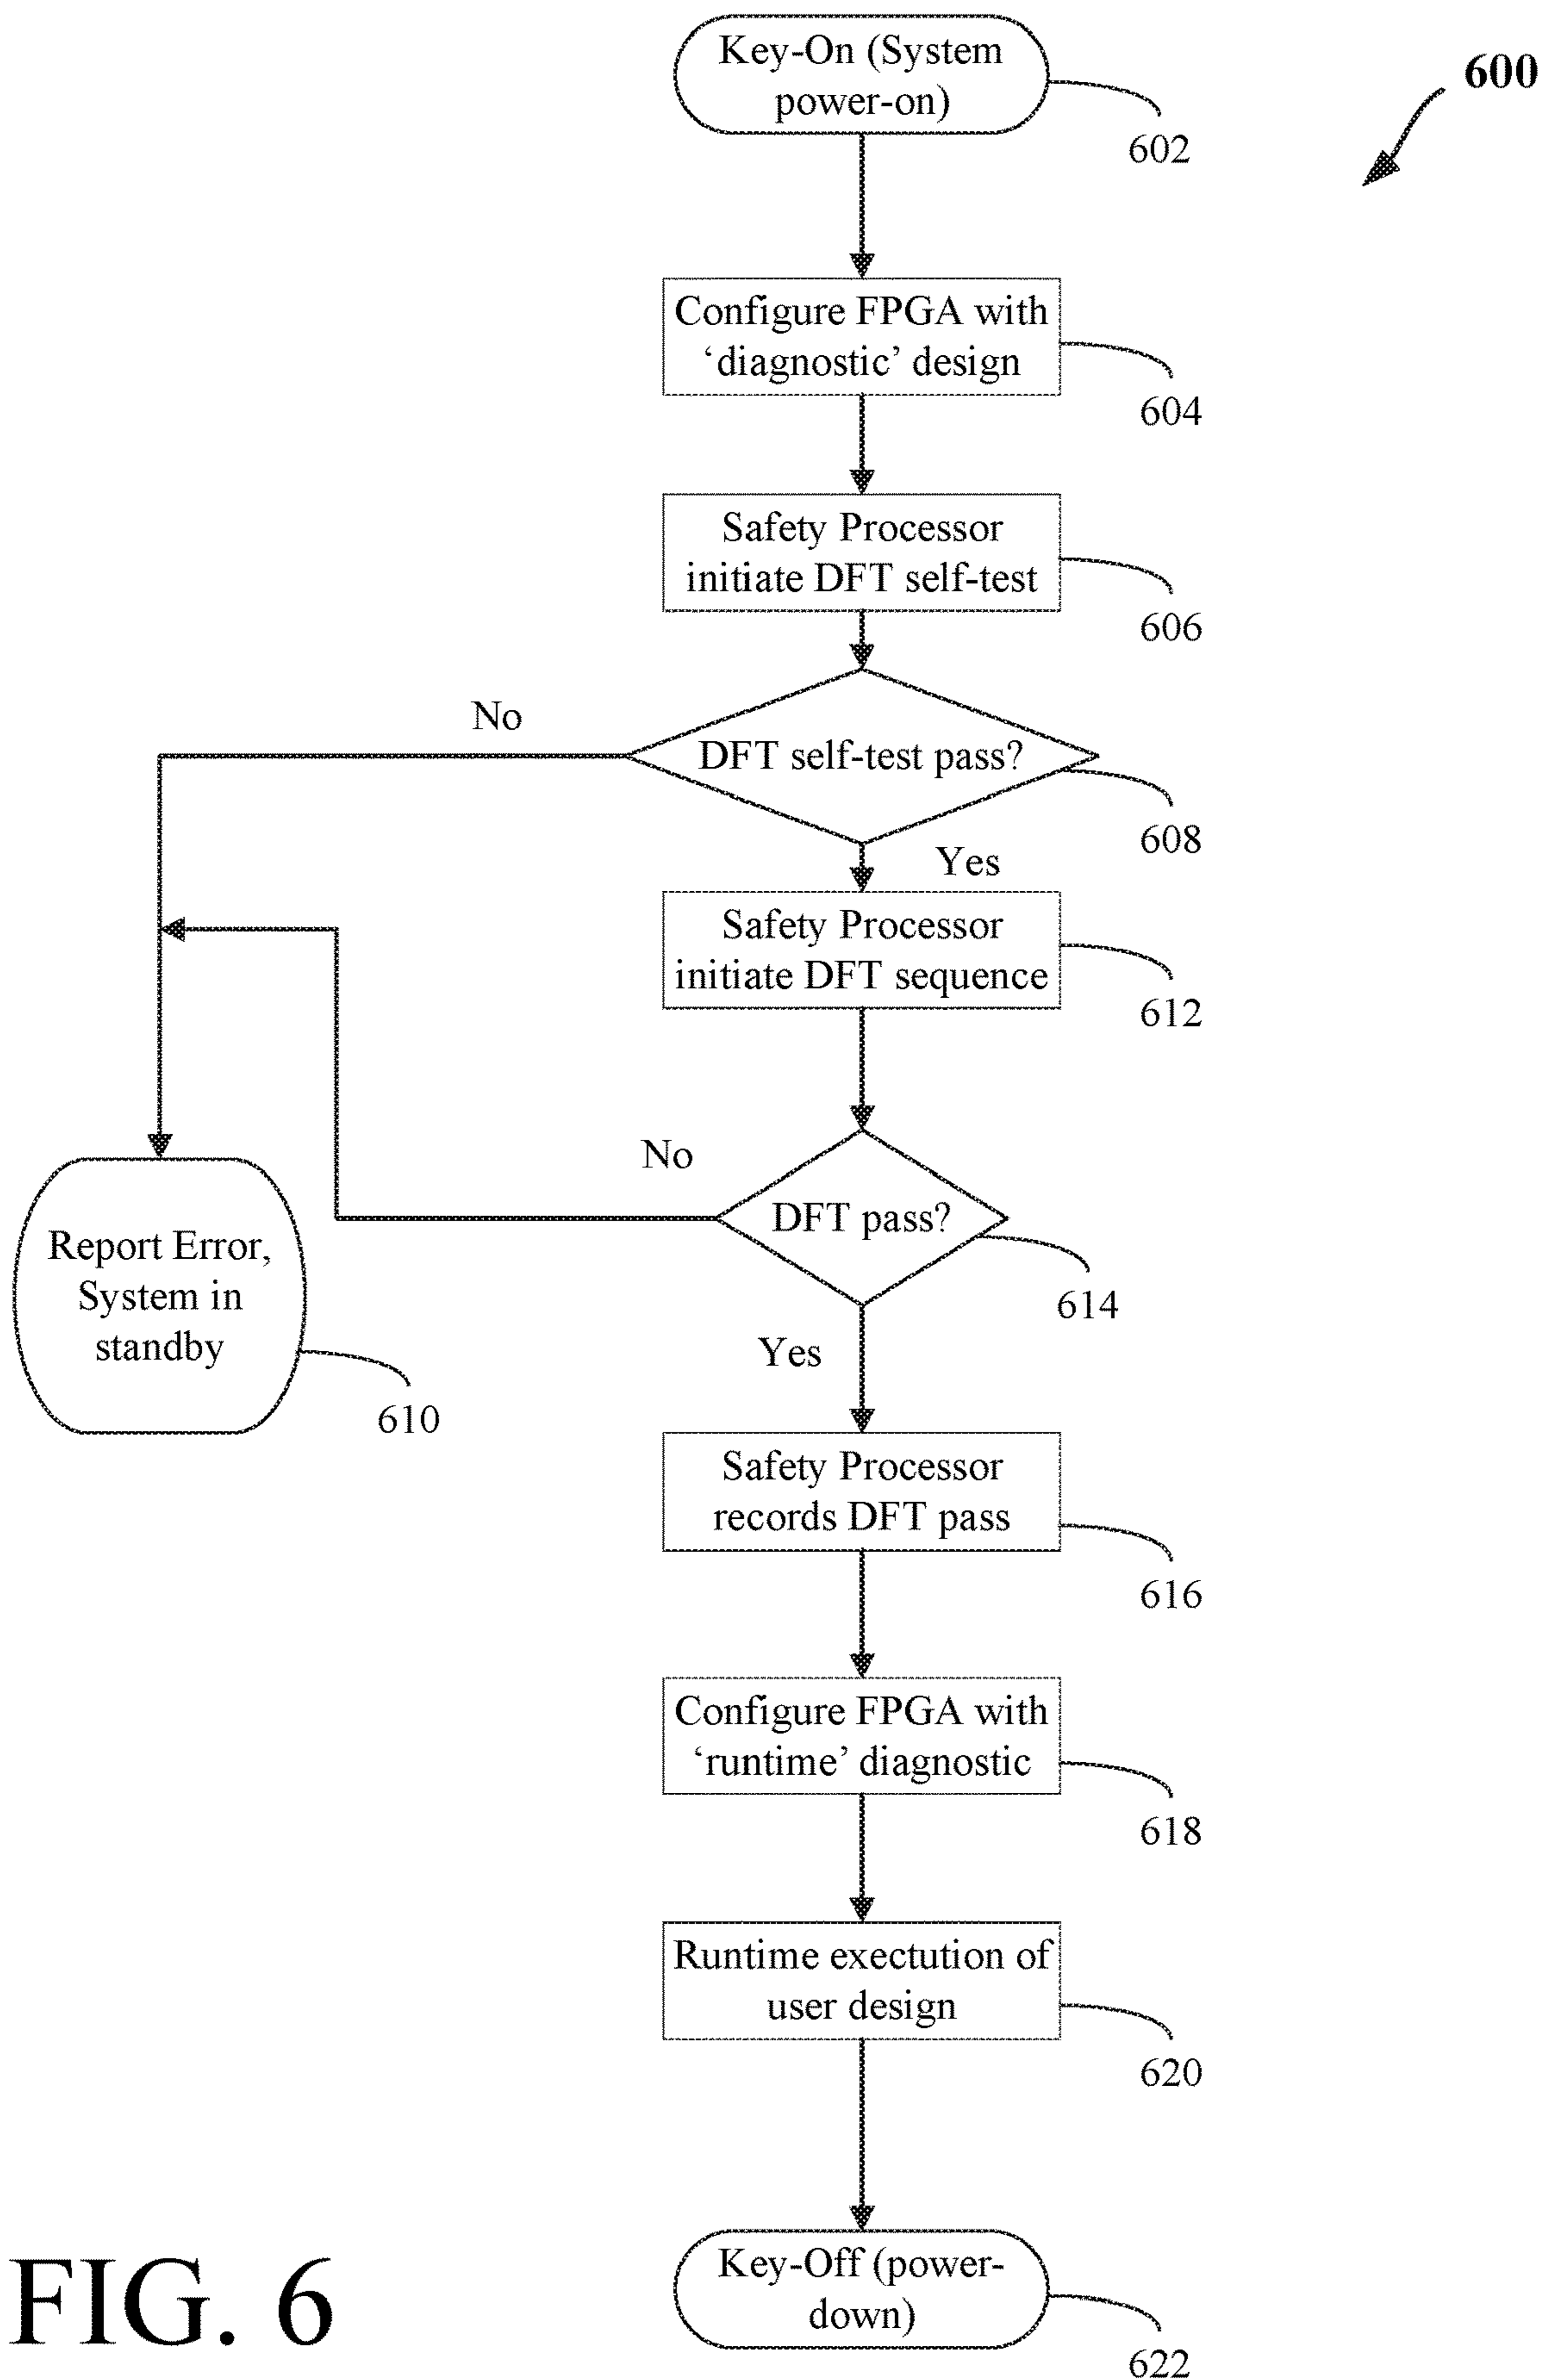 Key-On (System
power-on)
600
602
Configure FPGA with
‘diagnostic’ design
604
Safety Processor
initiate DFT self-test
606
No
DFT self-test pass?
608
Yes
Safety Processor
initiate DFT sequence
612
No
DFT pass?
614
Report Error,
System in
standby
610
Yes
Safety Processor
records DFT pass
616
Configure FPGA with
‘runtime’ diagnostic
618
Runtime exectution of
user design
620
Key-Off (power-
down)
622
FIG. 6